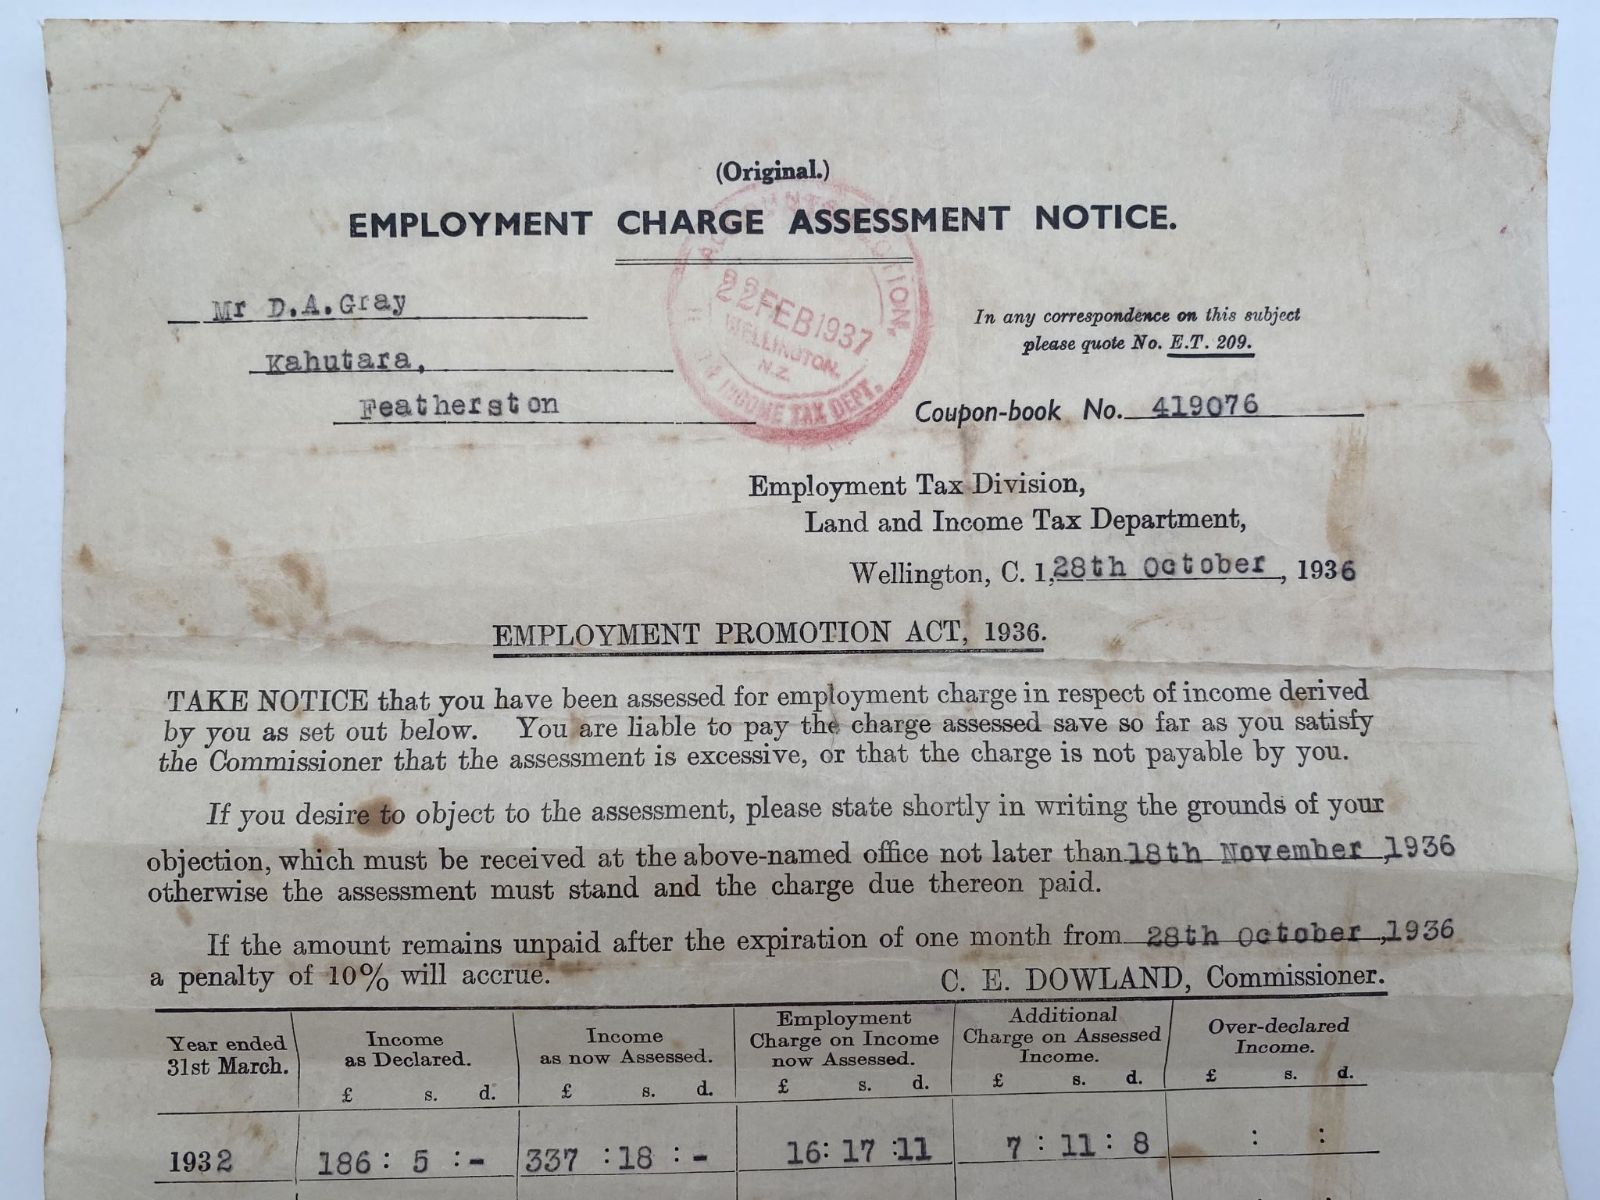 (Original.)
EMPLOYMENT CHARGE ASSESSMENT NOTICE.
Mr D.A.Gray
Kahutara,
Featherston
22 FEB 1937
WELLINGTON.
N.Z.
INCOME TAX DEPT.
In any correspondence on this subject
please quote No. E.T. 209.
Coupon-book No. 419076
Employment Tax Division,
Land and Income Tax Department,
Wellington, C. 1, 28th October, 1936
EMPLOYMENT PROMOTION ACT, 1936.
TAKE NOTICE that you have been assessed for employment charge in respect of income derived
by you as set out below. You are liable to pay the charge assessed save so far as you satisfy
the Commissioner that the assessment is excessive, or that the charge is not payable by you.
If you desire to object to the assessment, please state shortly in writing the grounds of your
objection, which must be received at the above-named office not later than 18th November, 1936
otherwise the assessment must stand and the charge due thereon paid.
If the amount remains unpaid after the expiration of one month from 28th October, 1936
a penalty of 10% will accrue.
C. E. DOWLAND, Commissioner.
Year ended
31st March.
Income
as Declared.
£ s. d.
Income
as now Assessed.
£ s. d.
Employment
Charge on Income
now Assessed.
£ s. d.
Additional
Charge on Assessed
Income.
£ s. d.
Over-declared
Income.
£ s. d.
1932 186 : 5 : - 337 : 18 : - 16 : 17 : 11 7 : 11 : 8 : :